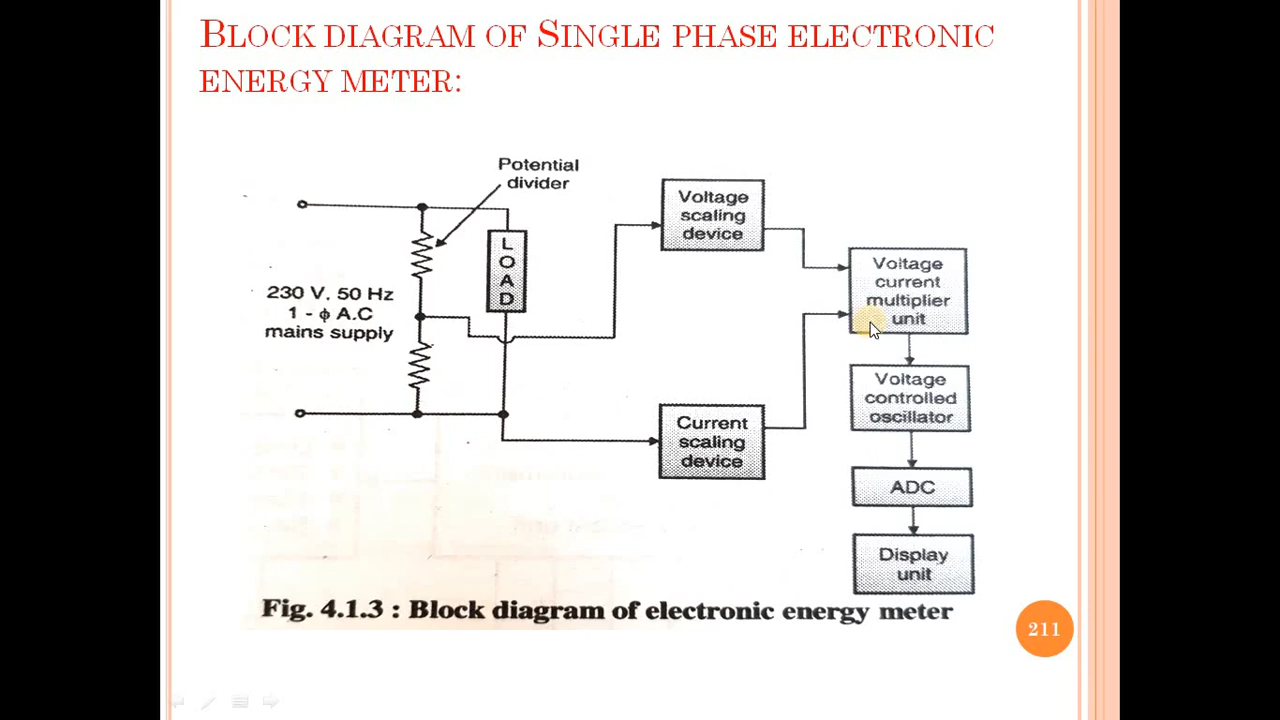 BLOCK DIAGRAM OF SINGLE PHASE ELECTRONIC
ENERGY METER:
Potential
divider
L
O
A
D
230 V, 50 Hz
1 - ϕ A.C
mains supply
Voltage
scaling
device
Current
scaling
device
Voltage
current
multiplier
unit
Voltage
controlled
oscillator
ADC
Display
unit
Fig. 4.1.3 : Block diagram of electronic energy meter
211